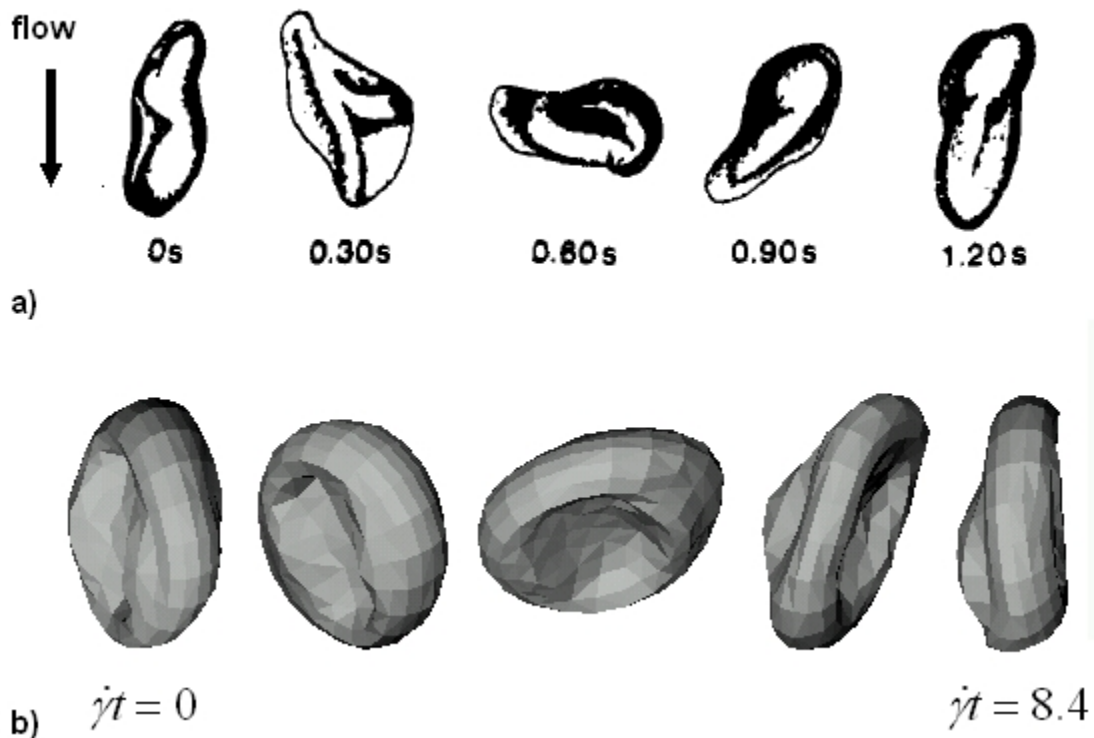 flow
0s 0.30s 0.60s 0.90s 1.20s
a)
γ̇t = 0 γ̇t = 8.4
b)